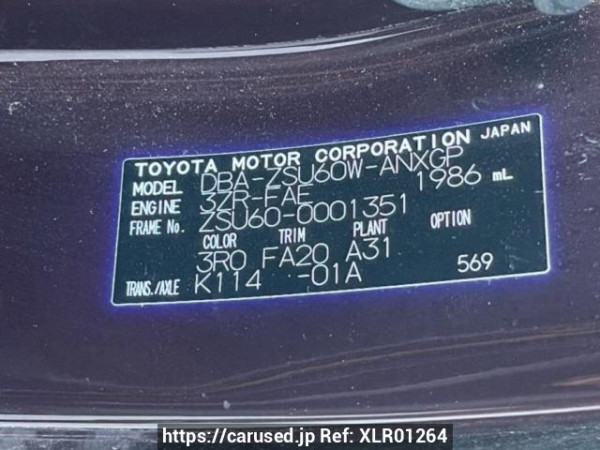 TOYOTA MOTOR CORPORATION JAPAN
MODEL DBA-ZSU60W-ANXGP
ENGINE 3ZR-FAE 1986 mL
FRAME No. ZSU60-0001351
COLOR TRIM PLANT OPTION
3R0 FA20 A31
TRANS./AXLE K114 -01A 569
https://carused.jp Ref: XLR01264